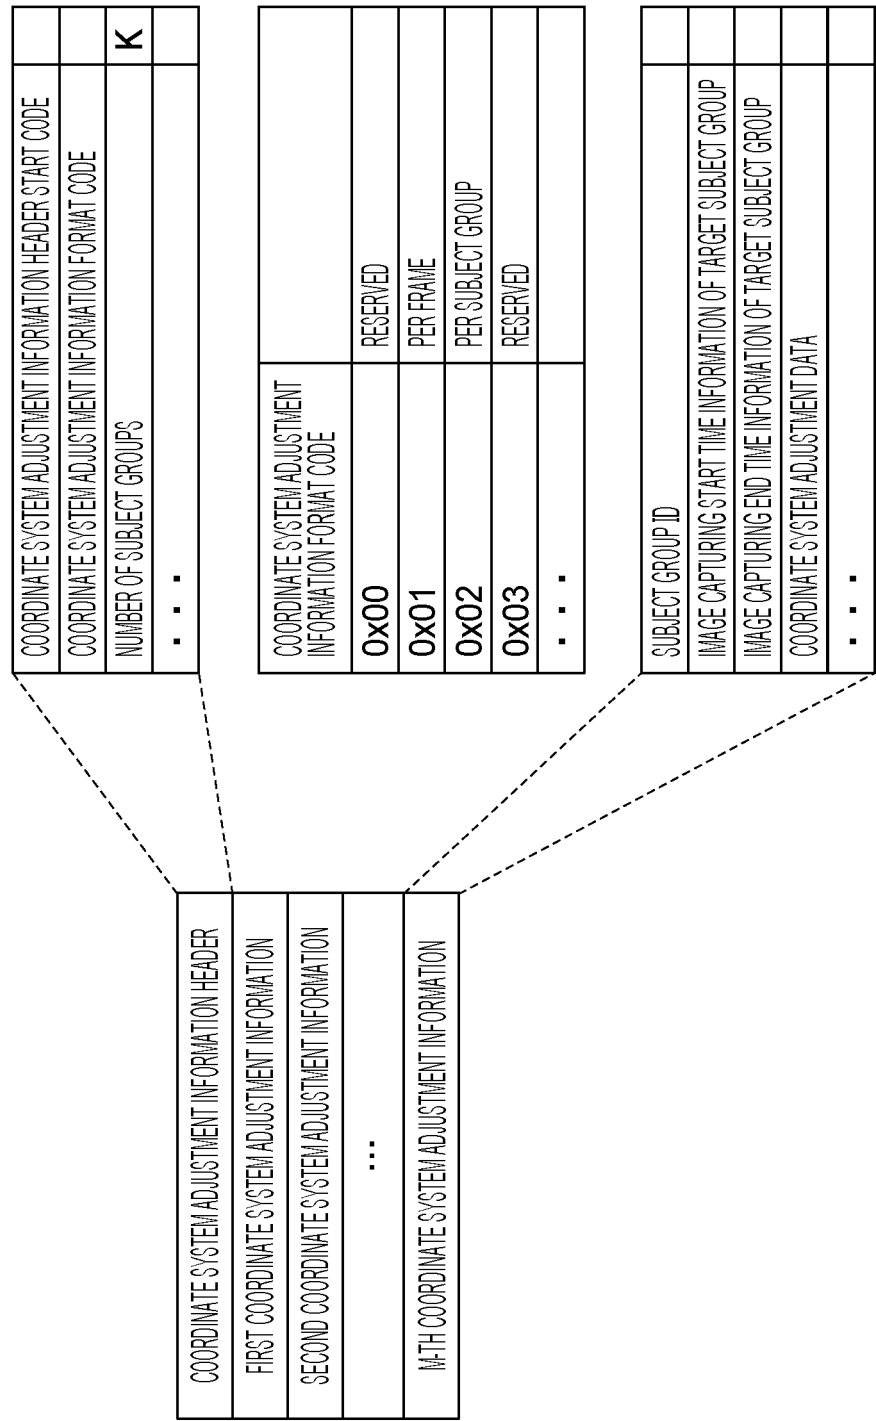 COORDINATE SYSTEM ADJUSTMENT INFORMATION HEADER
FIRST COORDINATE SYSTEM ADJUSTMENT INFORMATION
SECOND COORDINATE SYSTEM ADJUSTMENT INFORMATION
...
M-TH COORDINATE SYSTEM ADJUSTMENT INFORMATION
COORDINATE SYSTEM ADJUSTMENT INFORMATION HEADER START CODE
COORDINATE SYSTEM ADJUSTMENT INFORMATION FORMAT CODE
NUMBER OF SUBJECT GROUPS K
...
COORDINATE SYSTEM ADJUSTMENT
INFORMATION FORMAT CODE
0x00 RESERVED
0x01 PER FRAME
0x02 PER SUBJECT GROUP
0x03 RESERVED
...
SUBJECT GROUP ID
IMAGE CAPTURING START TIME INFORMATION OF TARGET SUBJECT GROUP
IMAGE CAPTURING END TIME INFORMATION OF TARGET SUBJECT GROUP
COORDINATE SYSTEM ADJUSTMENT DATA
...